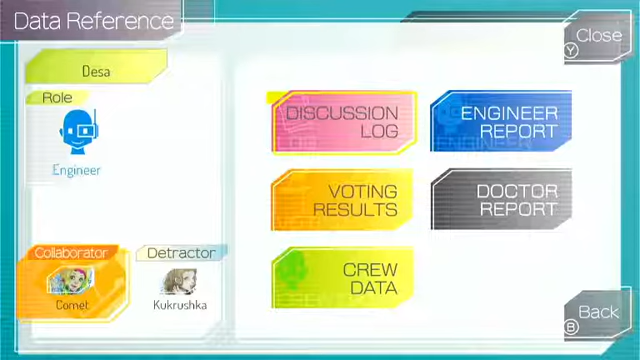 Data Reference
Close
Y
Desa
Role
Engineer
DISCUSSION
LOG
ENGINEER
REPORT
VOTING
RESULTS
DOCTOR
REPORT
Collaborator
Comet
Detractor
Kukrushka
CREW
DATA
Back
B